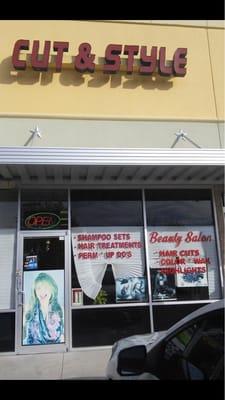 CUT & STYLE
OPEN
- SHAMPOO SETS
- HAIR TREATMENTS
- PERM - UP DO'S
Beauty Salon
- HAIR CUTS
- COLOR - WAX
- HIGHLIGHTS